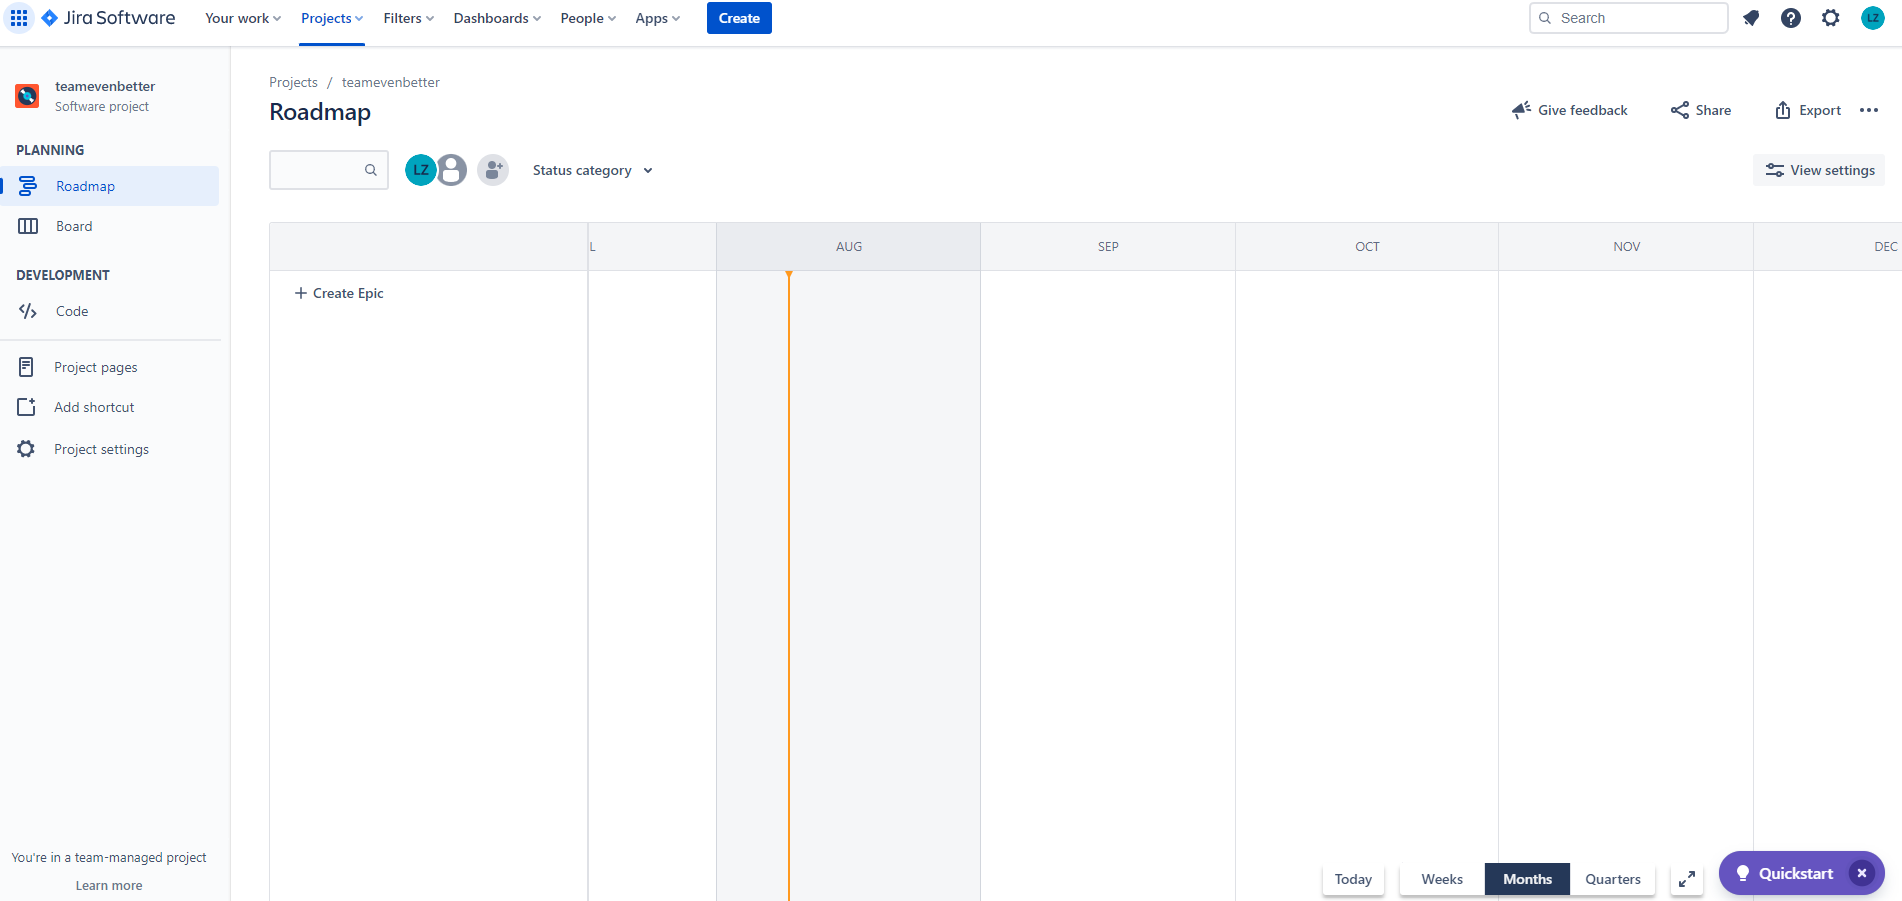 Jira Software Your work Projects Filters Dashboards People Apps Create Search LZ
teamevenbetter
Software project
PLANNING
Roadmap
Board
DEVELOPMENT
Code
Project pages
Add shortcut
Project settings
You're in a team-managed project
Learn more
Projects / teamevenbetter
Roadmap
Give feedback Share Export
LZ Status category View settings
L AUG SEP OCT NOV DEC
+ Create Epic
Today Weeks Months Quarters Quickstart